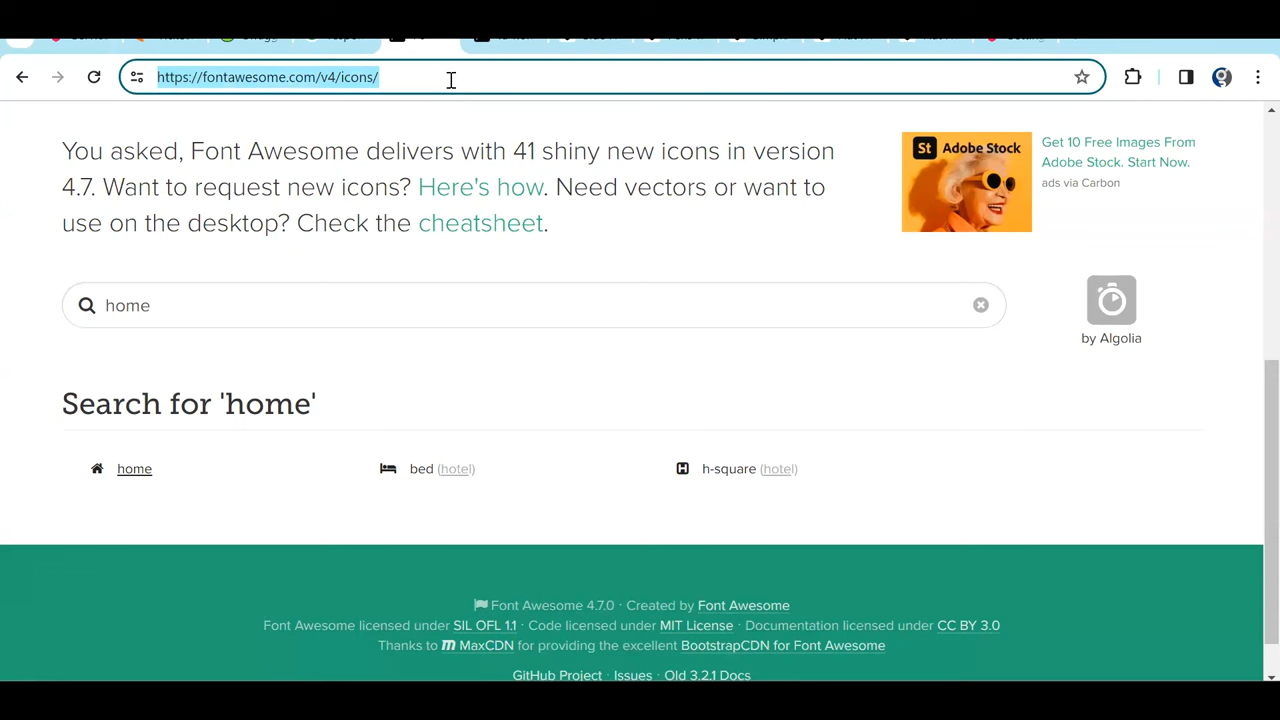 https://fontawesome.com/v4/icons/
You asked, Font Awesome delivers with 41 shiny new icons in version
4.7. Want to request new icons? Here's how. Need vectors or want to
use on the desktop? Check the cheatsheet.
St Adobe Stock
Get 10 Free Images From
Adobe Stock. Start Now.
ads via Carbon
home
by Algolia
Search for 'home'
home
bed (hotel)
H h-square (hotel)
Font Awesome 4.7.0 · Created by Font Awesome
Font Awesome licensed under SIL OFL 1.1 · Code licensed under MIT License · Documentation licensed under CC BY 3.0
Thanks to MaxCDN for providing the excellent BootstrapCDN for Font Awesome
GitHub Project · Issues · Old 3.2.1 Docs